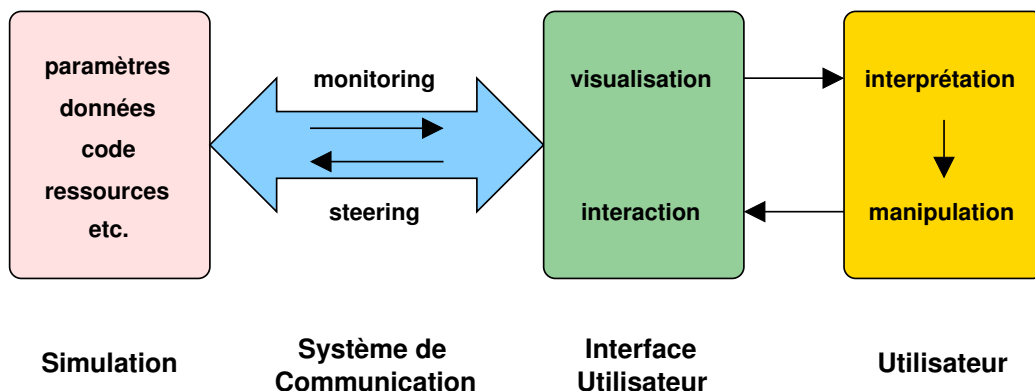 paramètres
données
code
ressources
etc.
monitoring
steering
visualisation
interaction
interprétation
manipulation
Simulation
Système de
Communication
Interface
Utilisateur
Utilisateur